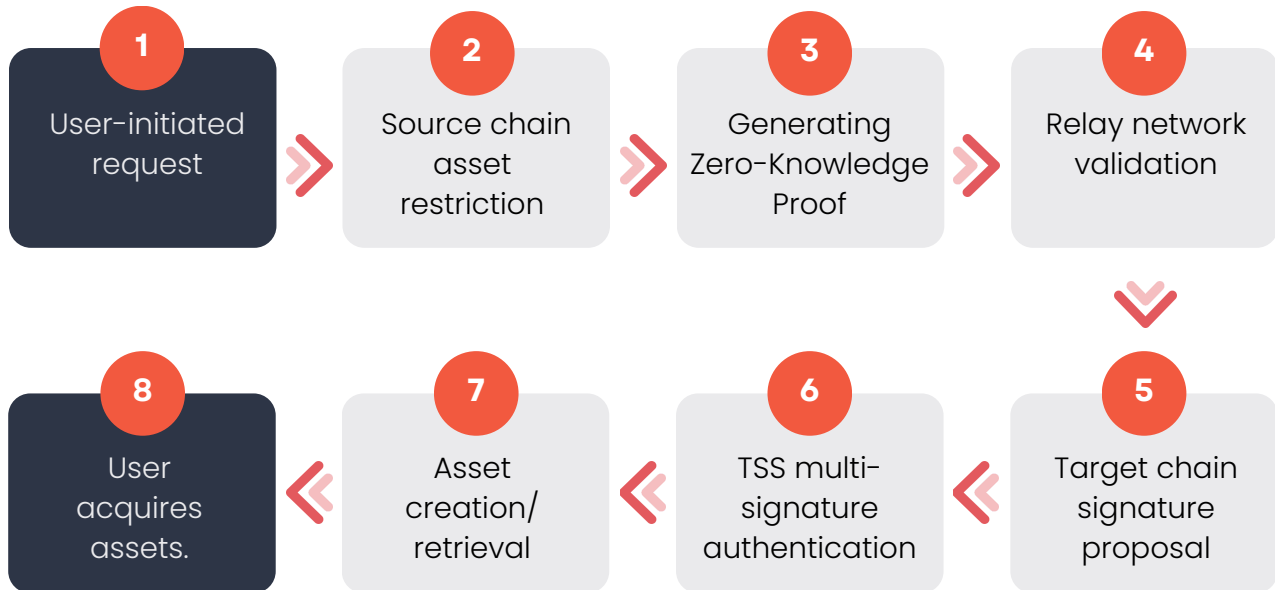 1
User-initiated
request
2
Source chain
asset
restriction
3
Generating
Zero-Knowledge
Proof
4
Relay network
validation
5
Target chain
signature
proposal
6
TSS multi-
signature
authentication
7
Asset
creation/
retrieval
8
User
acquires
assets.